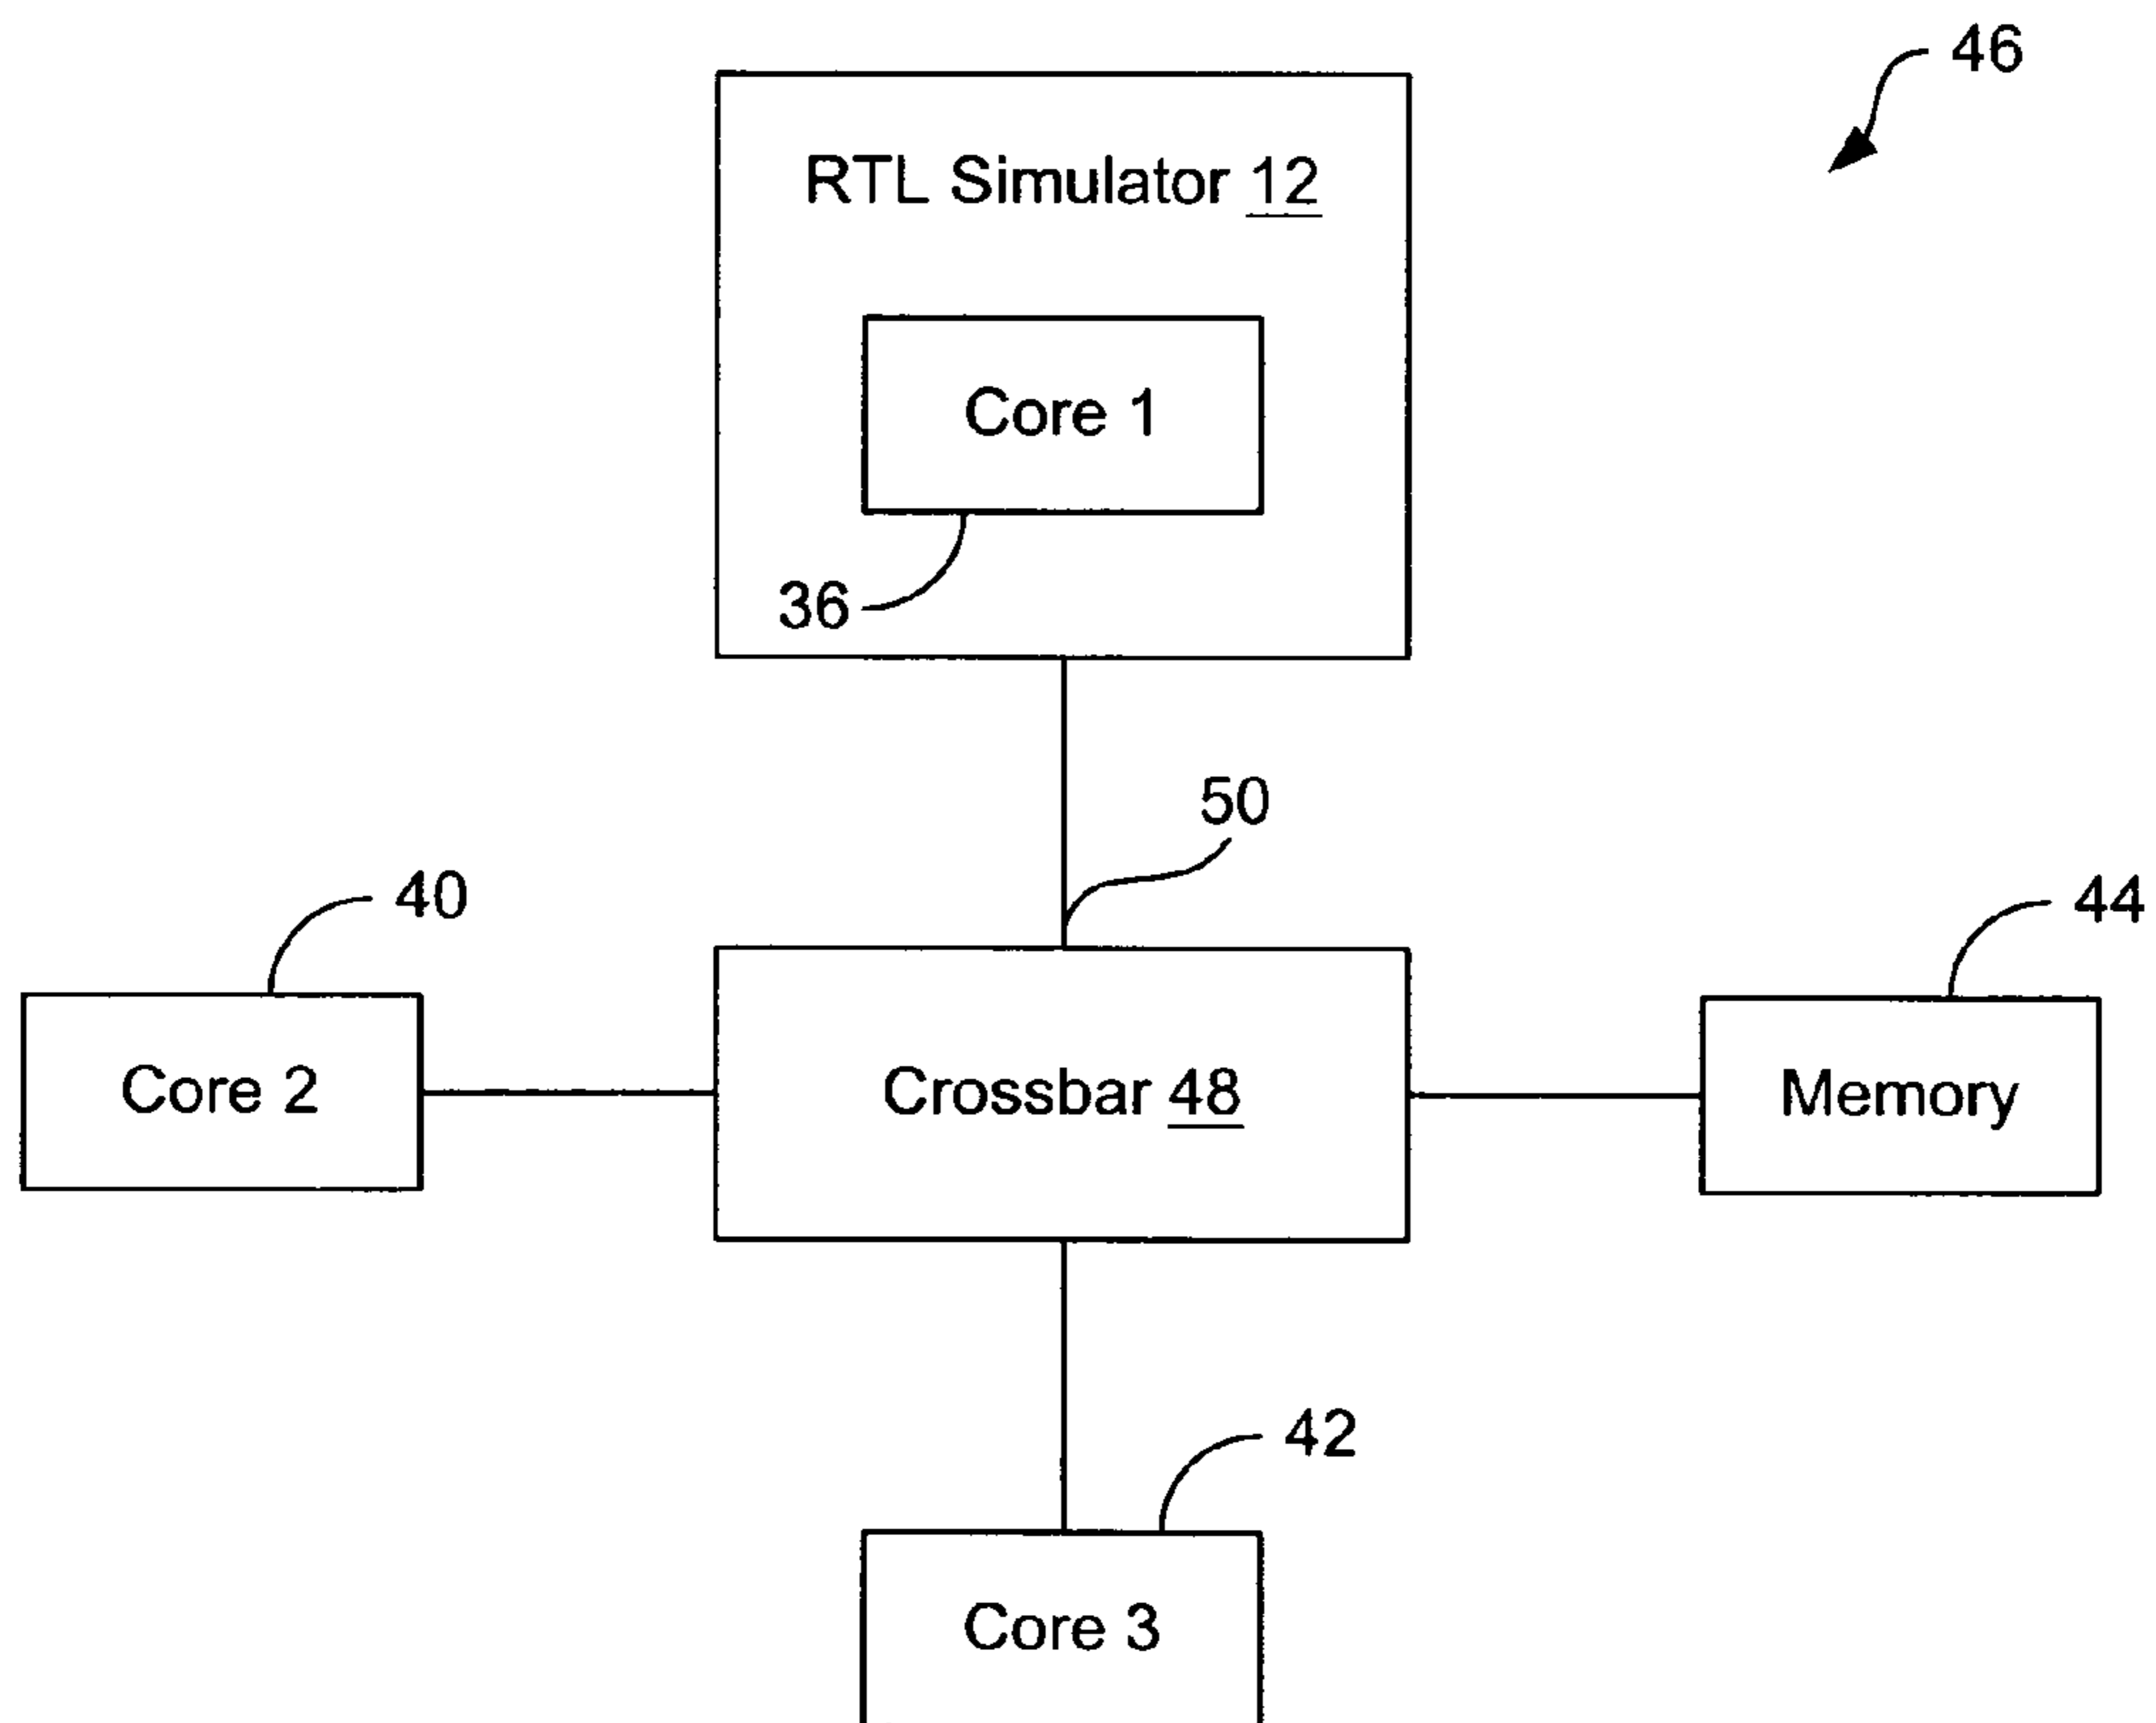 46
RTL Simulator 12
Core 1
36
50
40
44
Core 2
Crossbar 48
Memory
42
Core 3